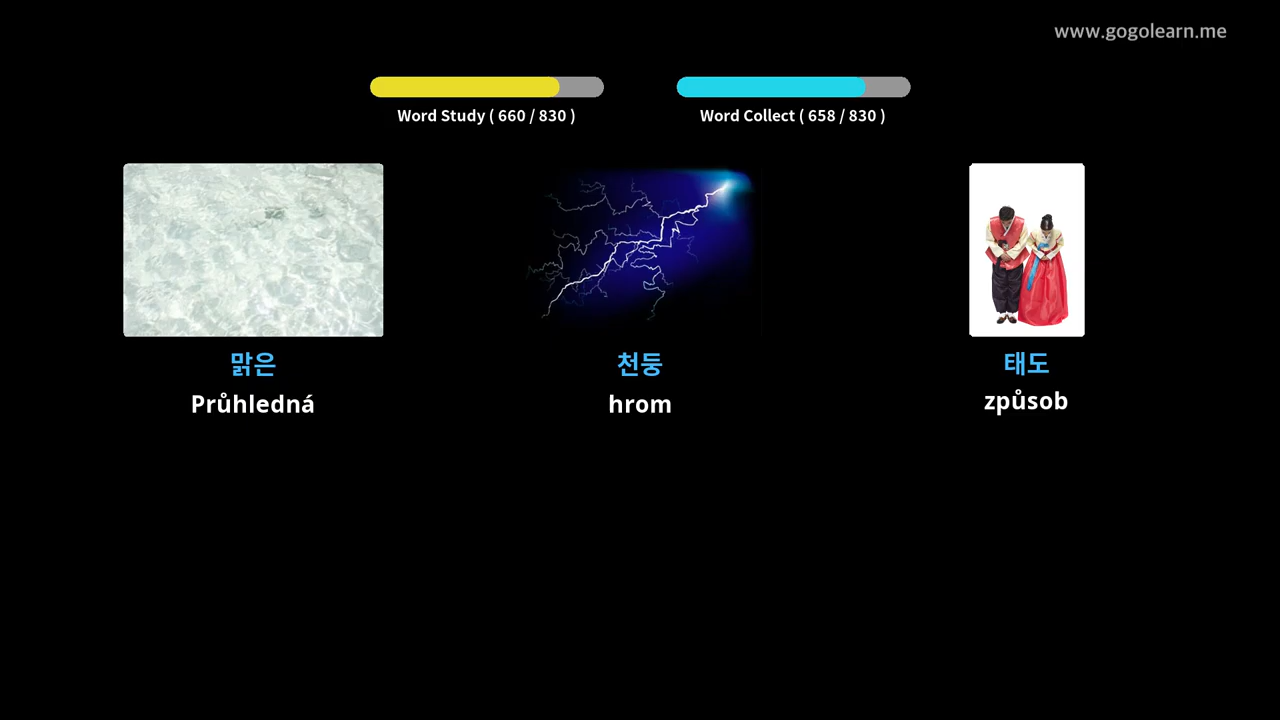 www.gogolearn.me
Word Study ( 660 / 830 )
Word Collect ( 658 / 830 )
맑은
천둥
태도
Průhledná
hrom
způsob